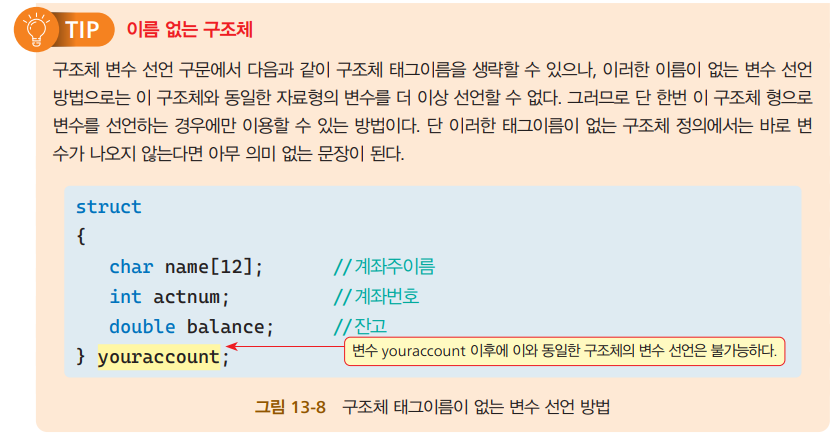 TIP 이름 없는 구조체
구조체 변수 선언 구문에서 다음과 같이 구조체 태그이름을 생략할 수 있으나, 이러한 이름이 없는 변수 선언
방법으로는 이 구조체와 동일한 자료형의 변수를 더 이상 선언할 수 없다. 그러므로 단 한번 이 구조체 형으로
변수를 선언하는 경우에만 이용할 수 있는 방법이다. 단 이러한 태그이름이 없는 구조체 정의에서는 바로 변
수가 나오지 않는다면 아무 의미 없는 문장이 된다.
struct
{
char name[12]; //계좌주이름
int actnum; //계좌번호
double balance; //잔고
} youraccount;
변수 youraccount 이후에 이와 동일한 구조체의 변수 선언은 불가능하다.
그림 13-8 구조체 태그이름이 없는 변수 선언 방법